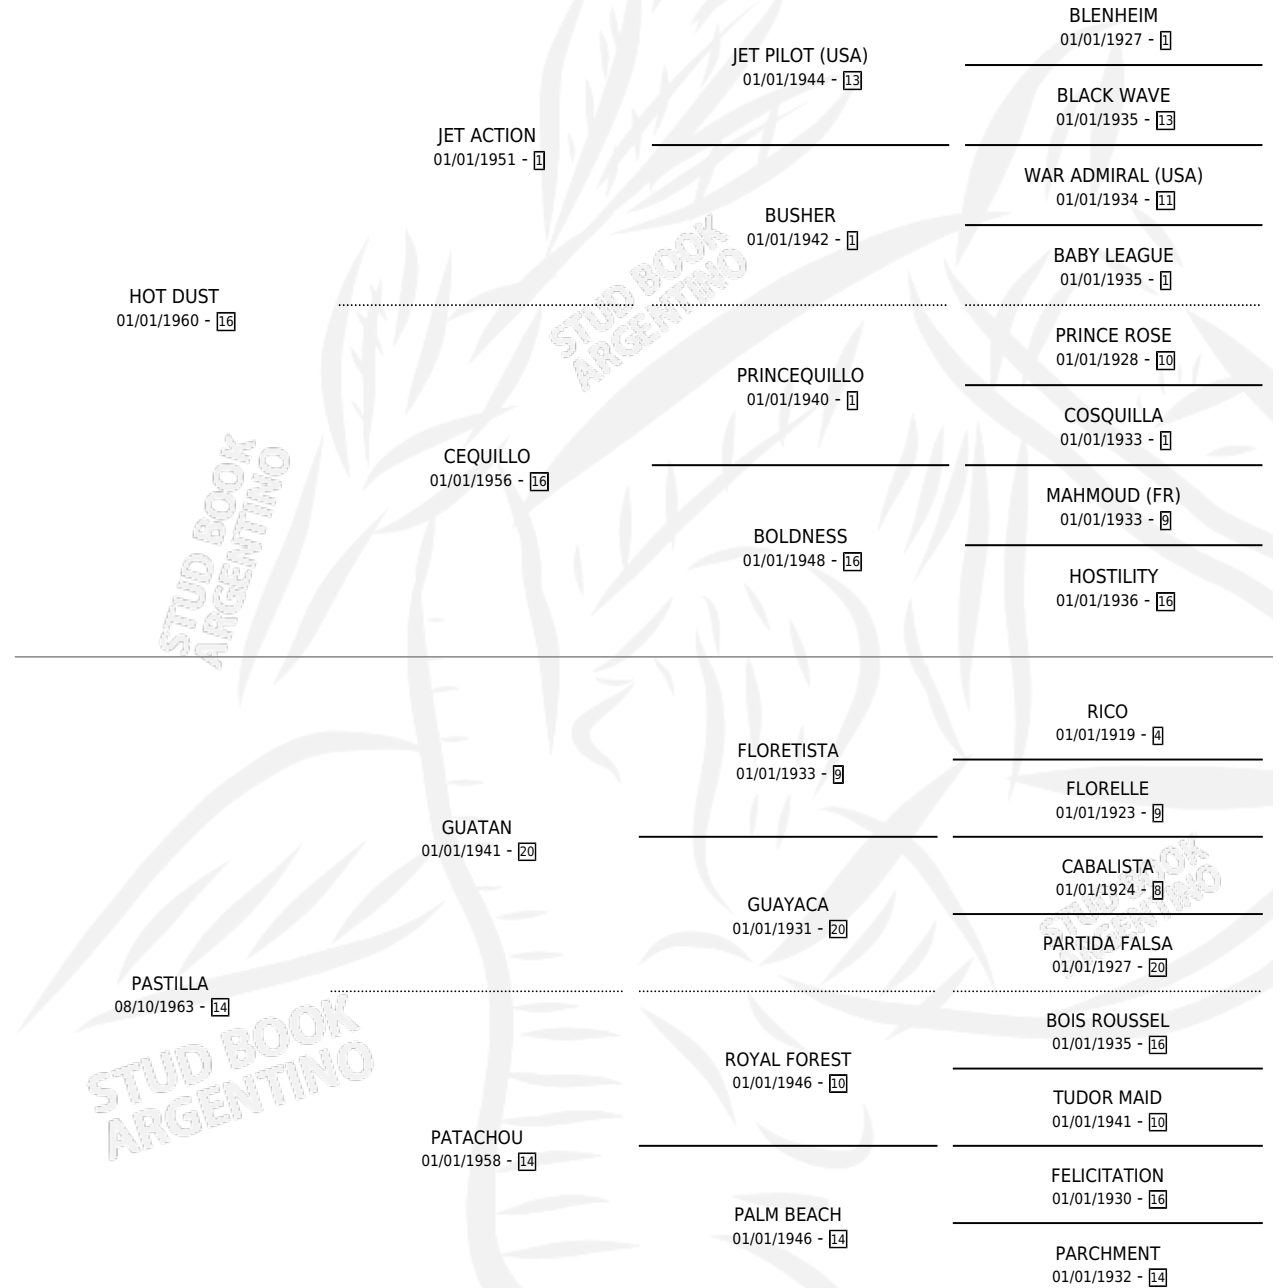 BLENHEIM
01/01/1927 - 1
JET PILOT (USA)
01/01/1944 - 13
BLACK WAVE
01/01/1935 - 13
JET ACTION
01/01/1951 - 1
WAR ADMIRAL (USA)
01/01/1934 - 11
BUSHER
01/01/1942 - 1
BABY LEAGUE
01/01/1935 - 1
HOT DUST
01/01/1960 - 16
STUD BOOK
ARGENTINO
PRINCE ROSE
01/01/1928 - 10
PRINCEQUILLO
01/01/1940 - 1
COSQUILLA
01/01/1933 - 1
CEQUILLO
01/01/1956 - 16
MAHMOUD (FR)
01/01/1933 - 9
BOLDNESS
01/01/1948 - 16
HOSTILITY
01/01/1936 - 16
STUD BOOK
ARGENTINO
RICO
01/01/1919 - 4
FLORETISTA
01/01/1933 - 9
FLORELLE
01/01/1923 - 9
GUATAN
01/01/1941 - 20
CABALISTA
01/01/1924 - 8
GUAYACA
01/01/1931 - 20
STUD BOOK
ARGENTINO
PARTIDA FALSA
01/01/1927 - 20
PASTILLA
08/10/1963 - 14
BOIS ROUSSEL
01/01/1935 - 16
ROYAL FOREST
01/01/1946 - 10
TUDOR MAID
01/01/1941 - 10
STUD BOOK
ARGENTINO
PATACHOU
01/01/1958 - 14
FELICITATION
01/01/1930 - 16
PALM BEACH
01/01/1946 - 14
PARCHMENT
01/01/1932 - 14